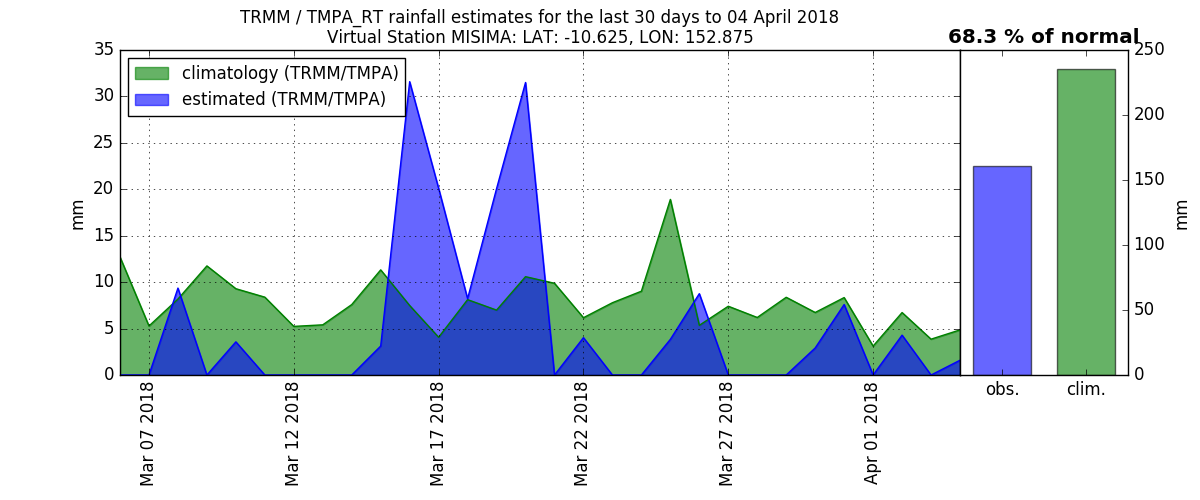 TRMM / TMPA_RT rainfall estimates for the last 30 days to 04 April 2018
Virtual Station MISIMA: LAT: -10.625, LON: 152.875
68.3 % of normal
climatology (TRMM/TMPA)
estimated (TRMM/TMPA)
35
30
25
20
15
10
5
0
mm
Mar 07 2018
Mar 12 2018
Mar 17 2018
Mar 22 2018
Mar 27 2018
Apr 01 2018
obs.
clim.
250
200
150
100
50
0
mm